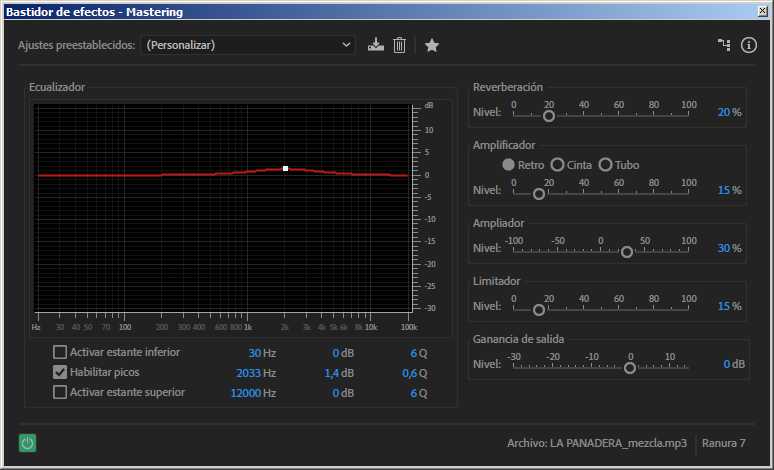 Bastidor de efectos - Mastering
Ajustes preestablecidos: (Personalizar)
Ecualizador
dB
10
5
0
-5
-10
-15
-20
-25
-30
Hz 30 40 50 70 100 200 300 400 600 800 1k 2k 3k 4k 5k 6k 10k 100k
Activar estante inferior 30 Hz 0 dB 6 Q
Habilitar picos 2033 Hz 1,4 dB 0,6 Q
Activar estante superior 12000 Hz 0 dB 6 Q
Reverberación
0 20 40 60 80 100
Nivel: 20 %
Amplificador
Retro Cinta Tubo
0 20 40 60 80 100
Nivel: 15 %
Ampliador
-100 -50 0 50 100
Nivel: 30 %
Limitador
0 20 40 60 80 100
Nivel: 15 %
Ganancia de salida
-30 -20 -10 0 10
Nivel: 0 dB
Archivo: LA PANADERA_mezcla.mp3 Ranura 7